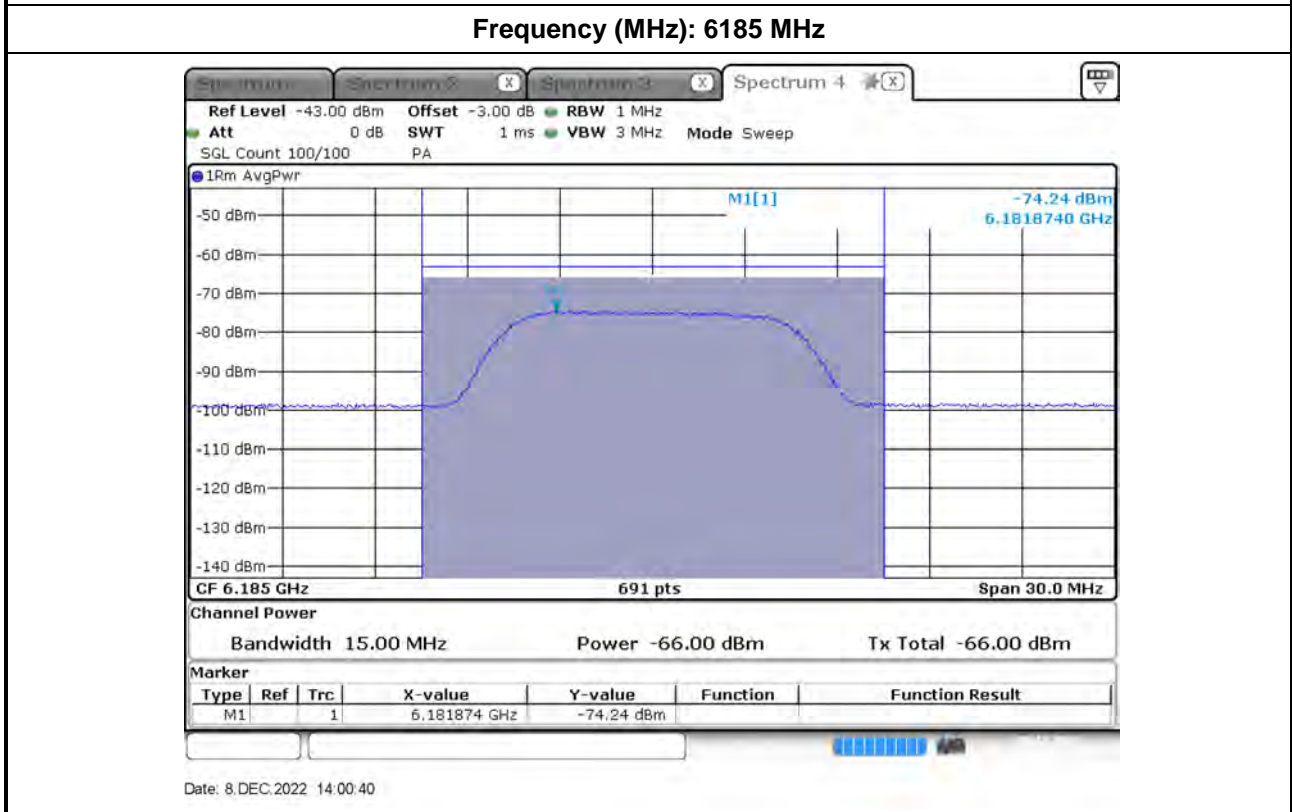 Frequency (MHz): 6185 MHz
Spectrum 4
Ref Level -43.00 dBm Offset -3.00 dB RBW 1 MHz
Att 0 dB SWT 1 ms VBW 3 MHz Mode Sweep
SGL Count 100/100 PA
1Rm AvgPwr
M1[1] -74.24 dBm
6.1818740 GHz
-50 dBm
-60 dBm
-70 dBm
-80 dBm
-90 dBm
-100 dBm
-110 dBm
-120 dBm
-130 dBm
-140 dBm
CF 6.185 GHz 691 pts Span 30.0 MHz
Channel Power
Bandwidth 15.00 MHz Power -66.00 dBm Tx Total -66.00 dBm
Marker
Type Ref Trc X-value Y-value Function Function Result
M1 1 6.181874 GHz -74.24 dBm
Date: 8.DEC.2022 14:00:40